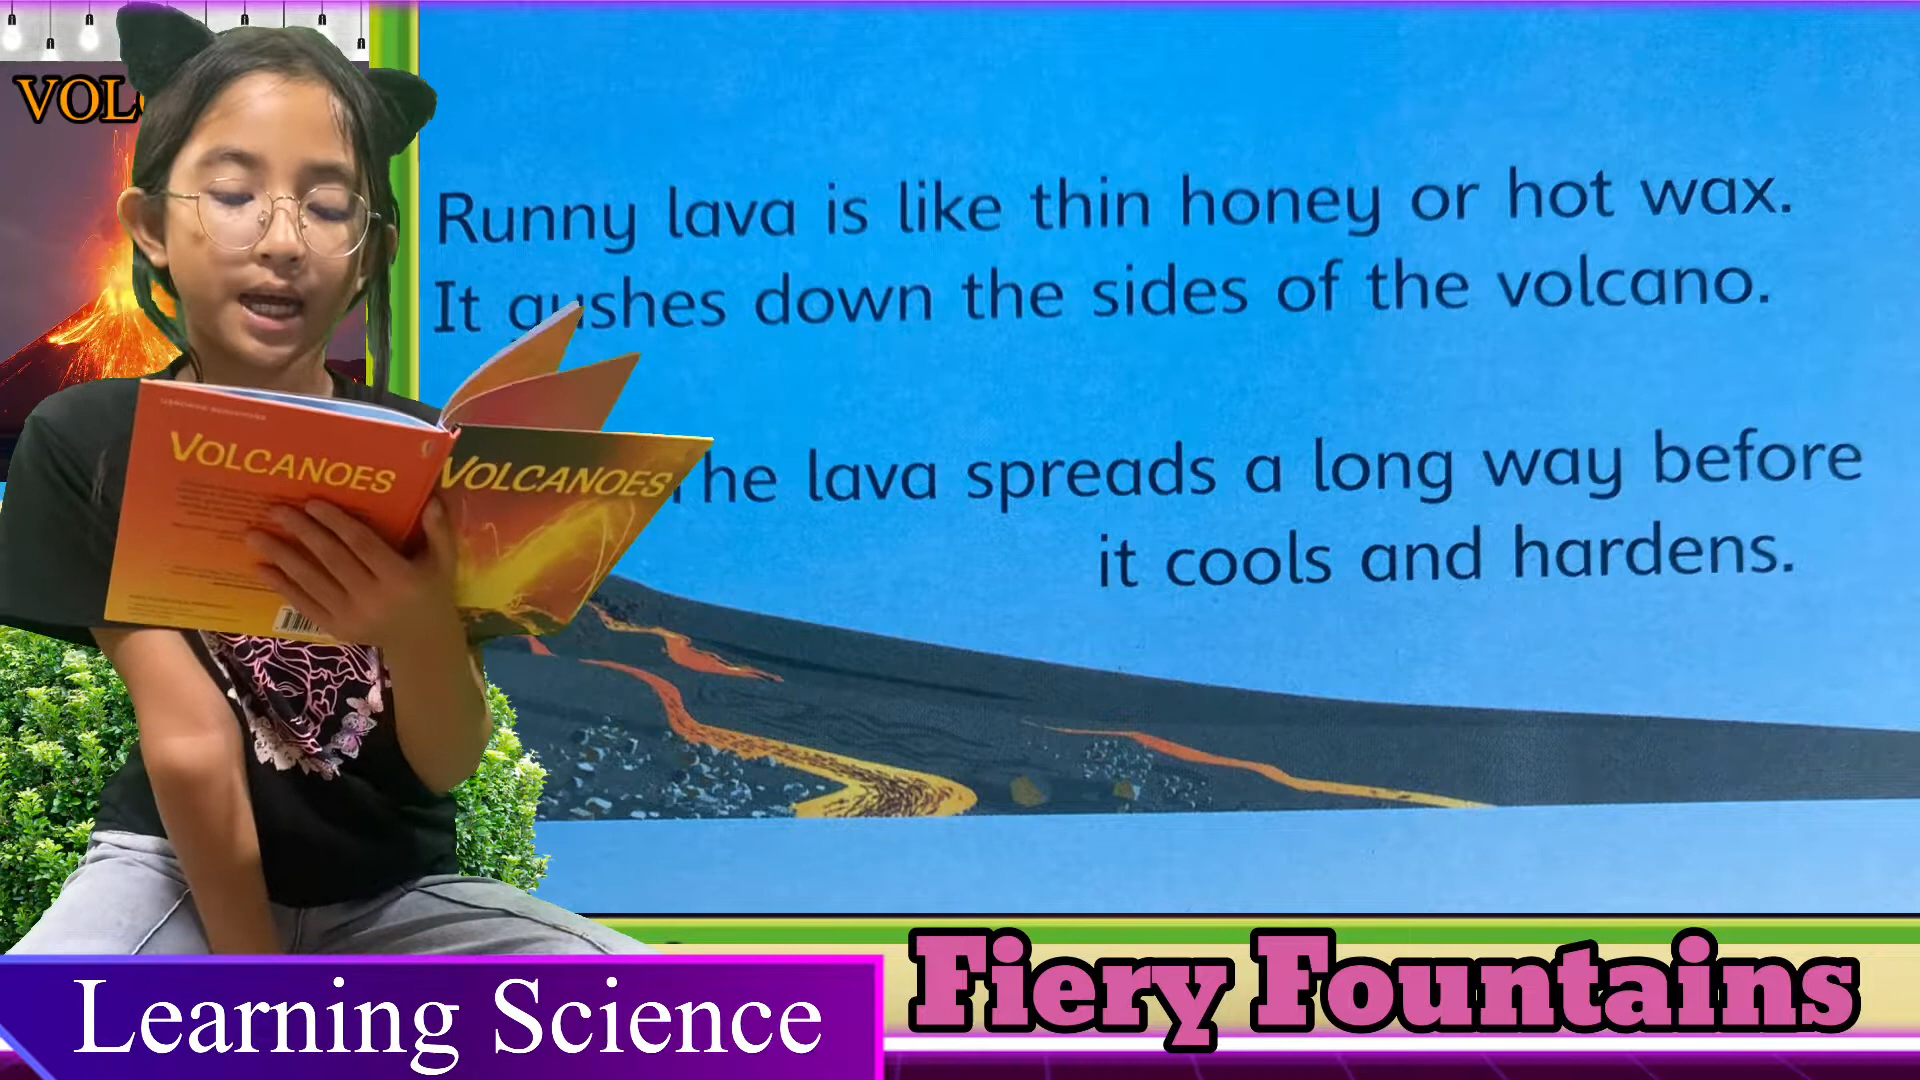 VOL
Runny lava is like thin honey or hot wax.
It gushes down the sides of the volcano.
The lava spreads a long way before
it cools and hardens.
VOLCANOES
VOLCANOES
Learning Science
Fiery Fountains